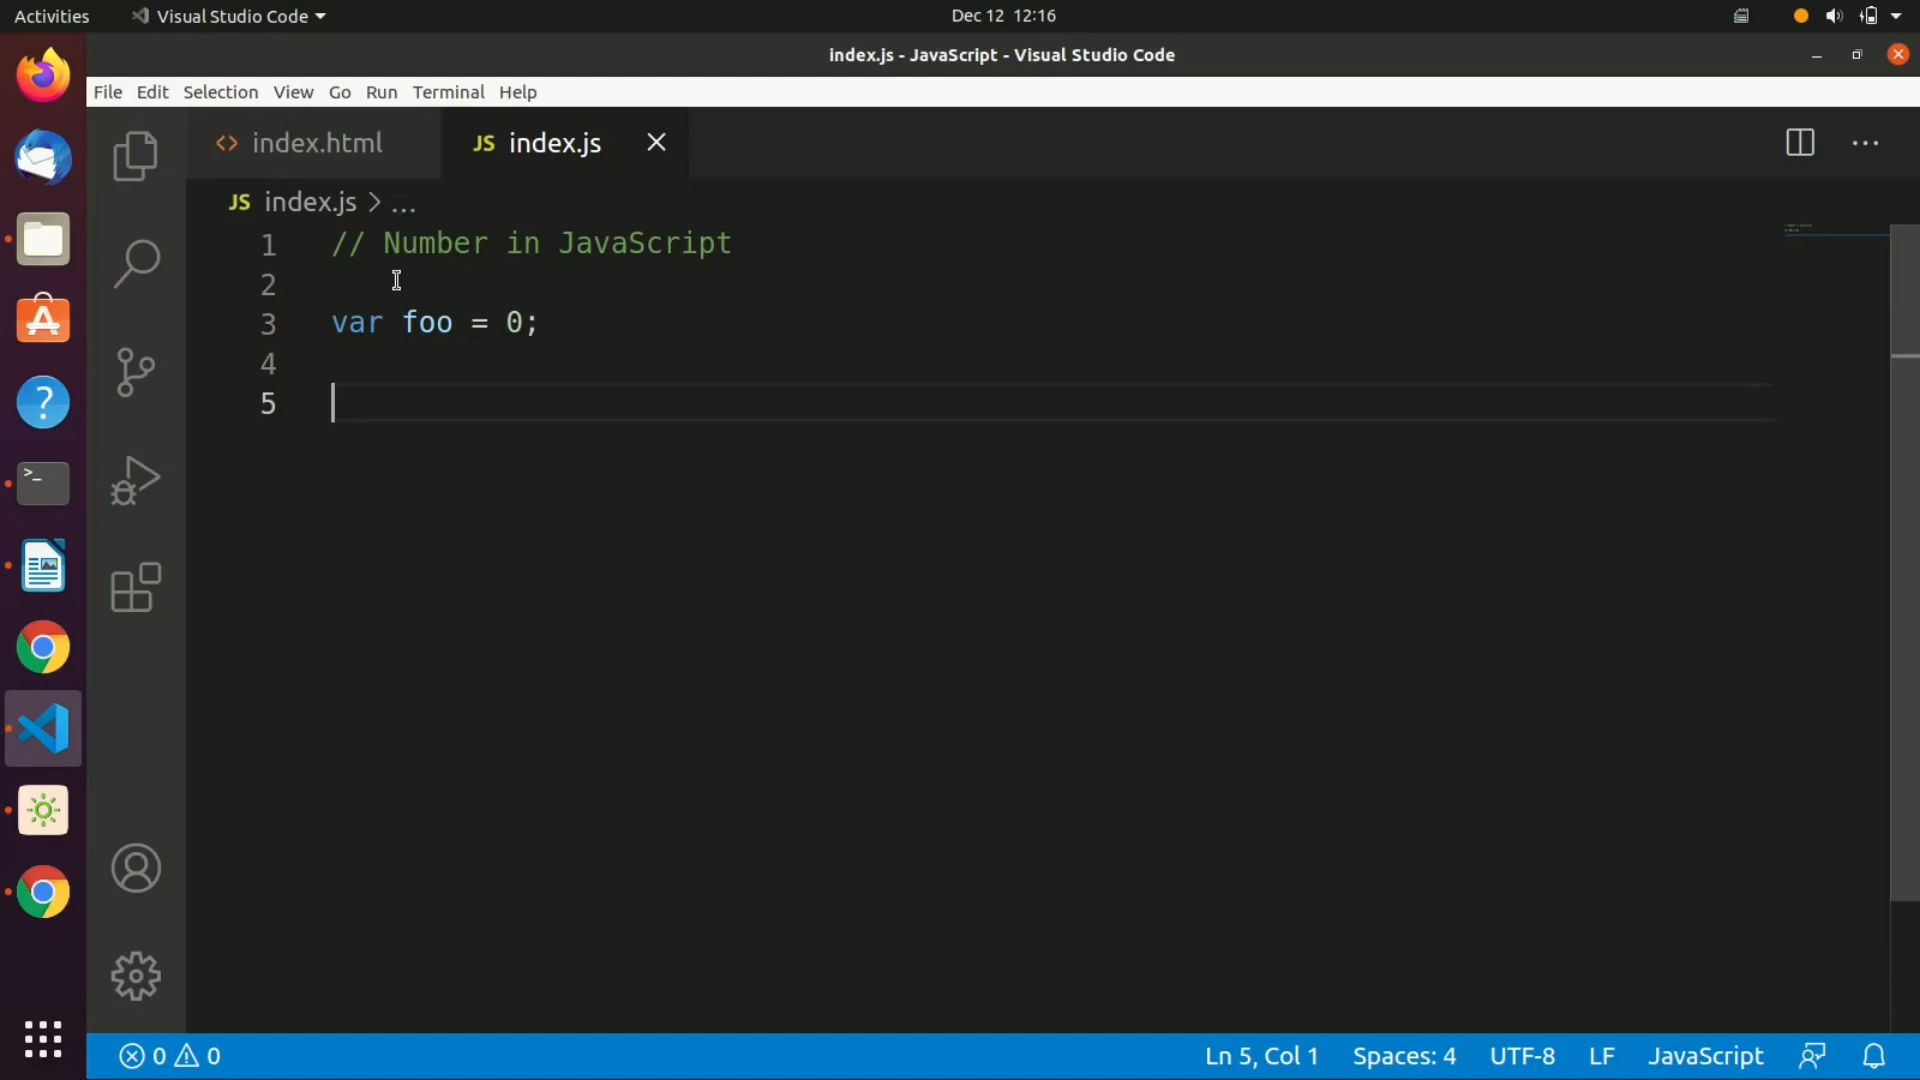 Activities Visual Studio Code Dec 12 12:16
index.js - JavaScript - Visual Studio Code
File Edit Selection View Go Run Terminal Help
<> index.html JS index.js
JS index.js > ...
1 // Number in JavaScript
2
3 var foo = 0;
4
5
0 0 Ln 5, Col 1 Spaces: 4 UTF-8 LF JavaScript